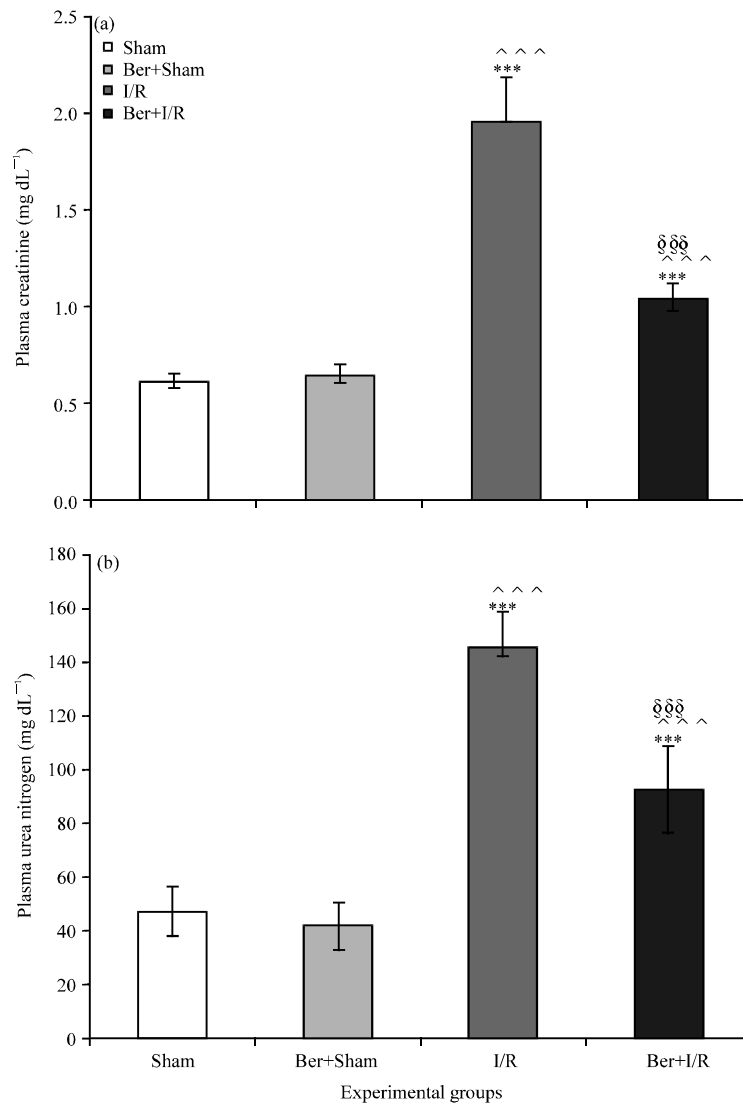 (a)
Sham
Ber+Sham
I/R
Ber+I/R
Plasma creatinine (mg dL⁻¹)
2.5
2.0
1.5
1.0
0.5
0.0
^ ^ ^
***
§§§
^ ^ ^
***
(b)
Plasma urea nitrogen (mg dL⁻¹)
180
160
140
120
100
80
60
40
20
0
^ ^ ^
***
§§§
^ ^ ^
***
Sham Ber+Sham I/R Ber+I/R
Experimental groups